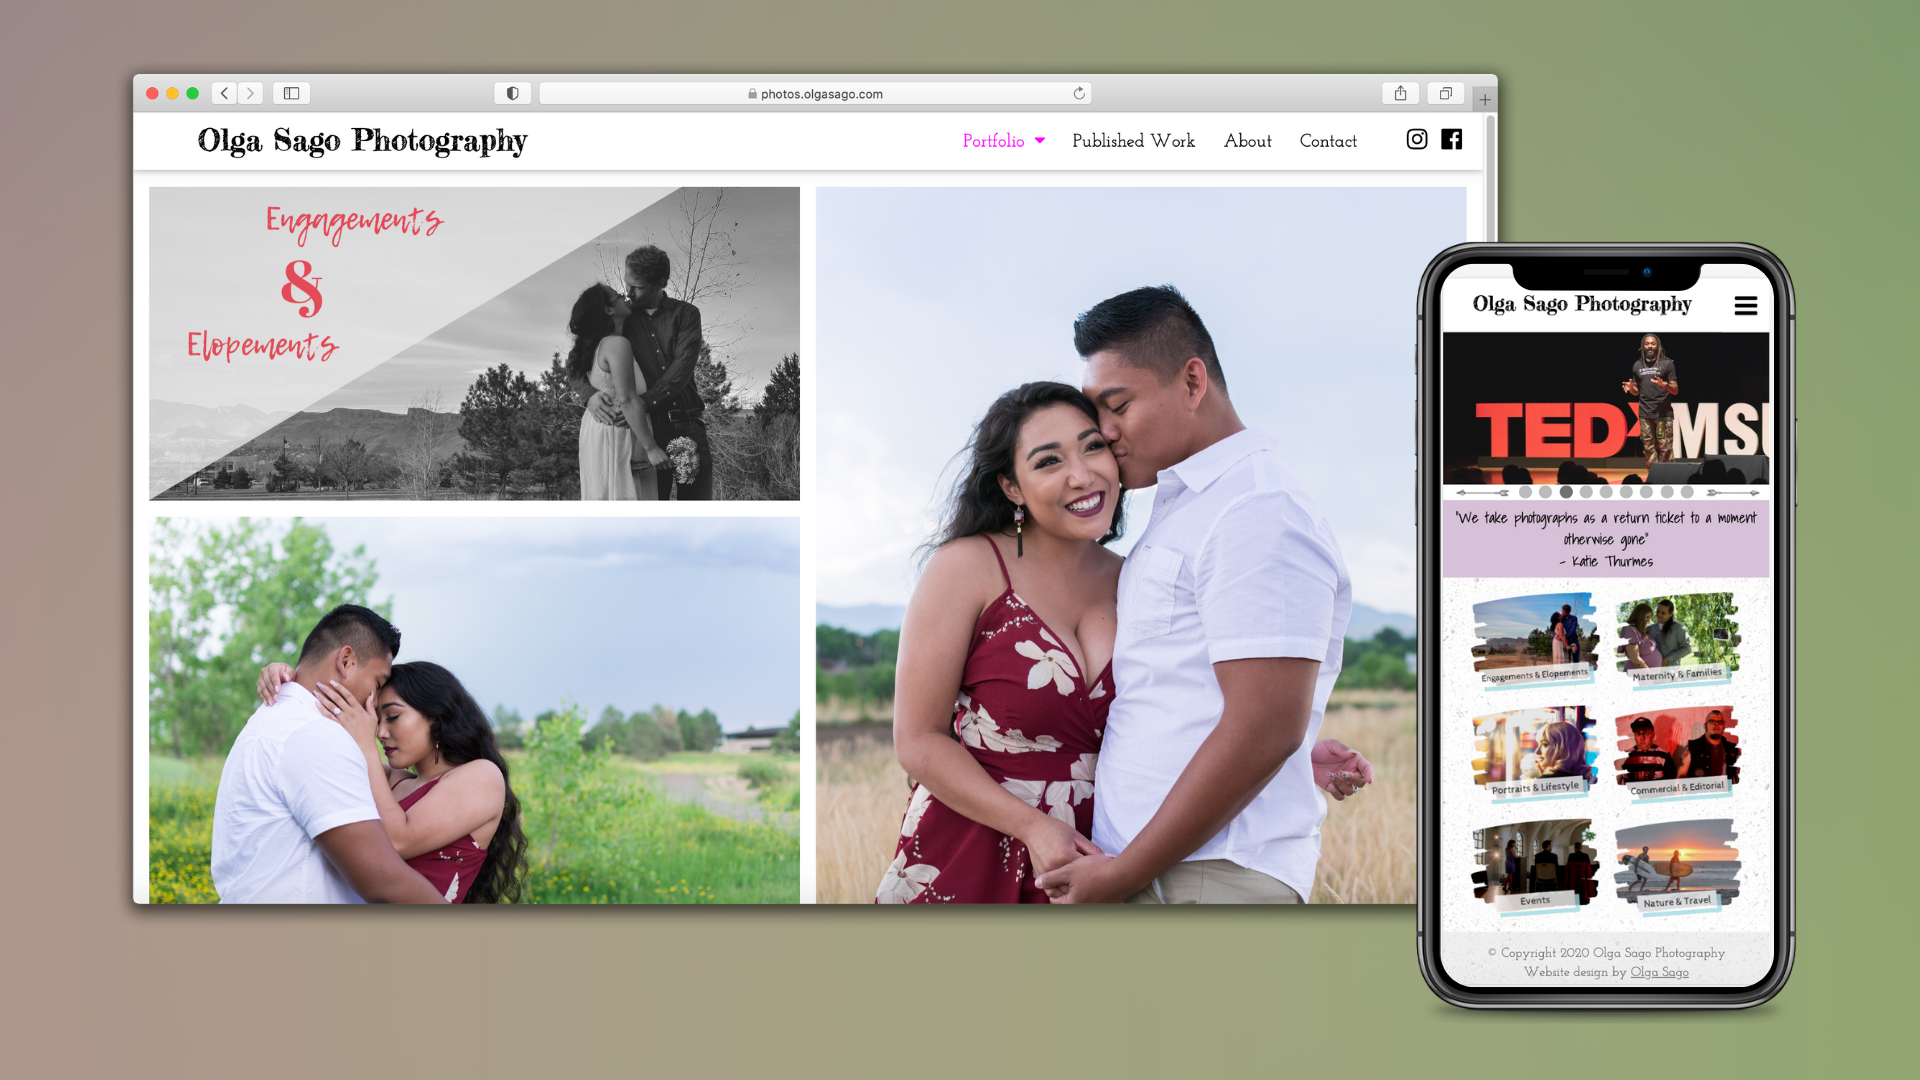 photos.olgasago.com
Olga Sago Photography
Portfolio
Published Work
About
Contact
Engagements
&
Elopements
Olga Sago Photography
TEDx MSU
"We take photographs as a return ticket to a moment
otherwise gone"
- Katie Thurmes
Engagements & Elopements
Maternity & Families
Portraits & Lifestyle
Commercial & Editorial
Events
Nature & Travel
© Copyright 2020 Olga Sago Photography
Website design by Olga Sago